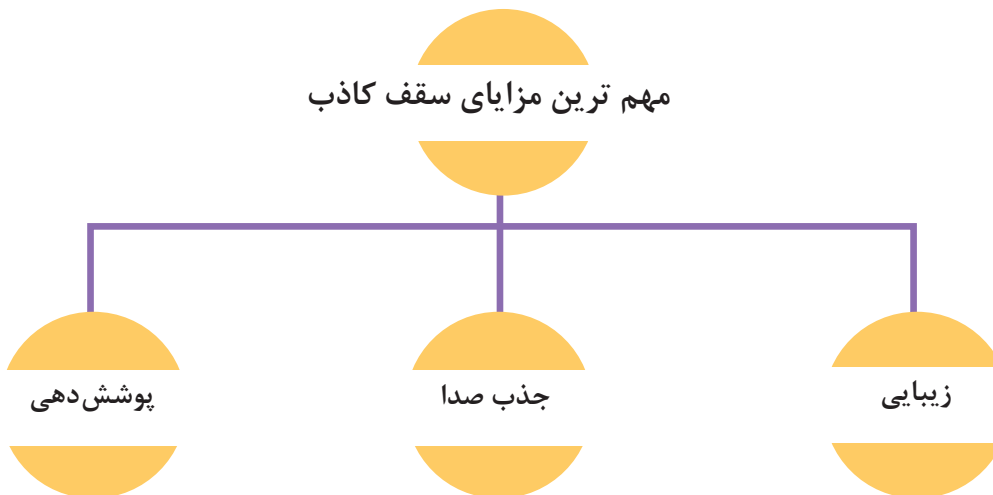 مهم ترین مزایای سقف کاذب
زیبایی
جذب صدا
پوشش‌دهی